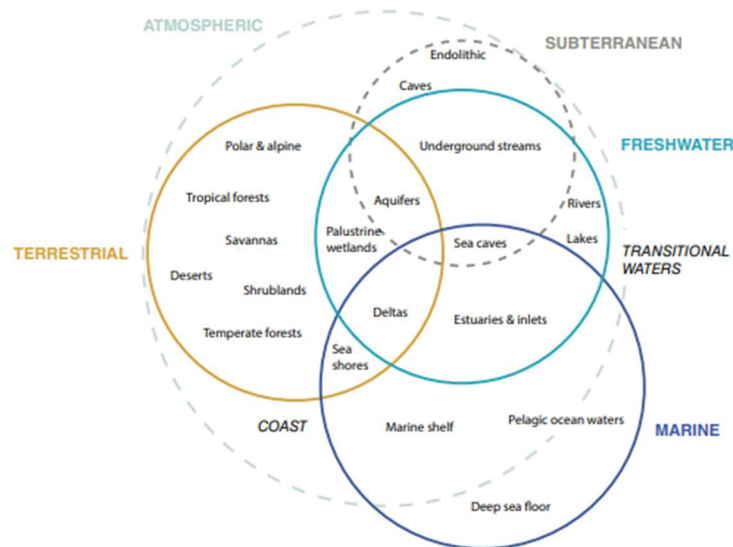 ATMOSPHERIC
SUBTERRANEAN
Endolithic
Caves
Polar & alpine
Underground streams
FRESHWATER
Tropical forests
Aquifers
Rivers
Savannas
Palustrine
wetlands
Sea caves
Lakes
TRANSITIONAL
WATERS
TERRESTRIAL
Deserts
Shrublands
Deltas
Estuaries & inlets
Temperate forests
Sea
shores
COAST
Marine shelf
Pelagic ocean waters
MARINE
Deep sea floor